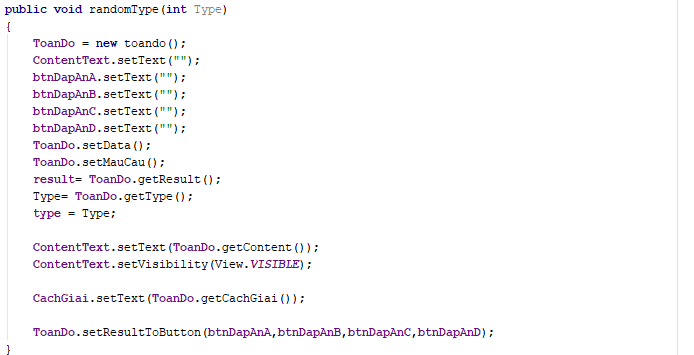 public void randomType(int Type)
{
    ToanDo = new toando();
    ContentText.setText("");
    btnDapAnA.setText("");
    btnDapAnB.setText("");
    btnDapAnC.setText("");
    btnDapAnD.setText("");
    ToanDo.setData();
    ToanDo.setMauCau();
    result= ToanDo.getResult();
    Type= ToanDo.getType();
    type = Type;

    ContentText.setText(ToanDo.getContent());
    ContentText.setVisibility(View.VISIBLE);

    CachGiai.setText(ToanDo.getCachGiai());

    ToanDo.setResultToButton(btnDapAnA,btnDapAnB,btnDapAnC,btnDapAnD);
}